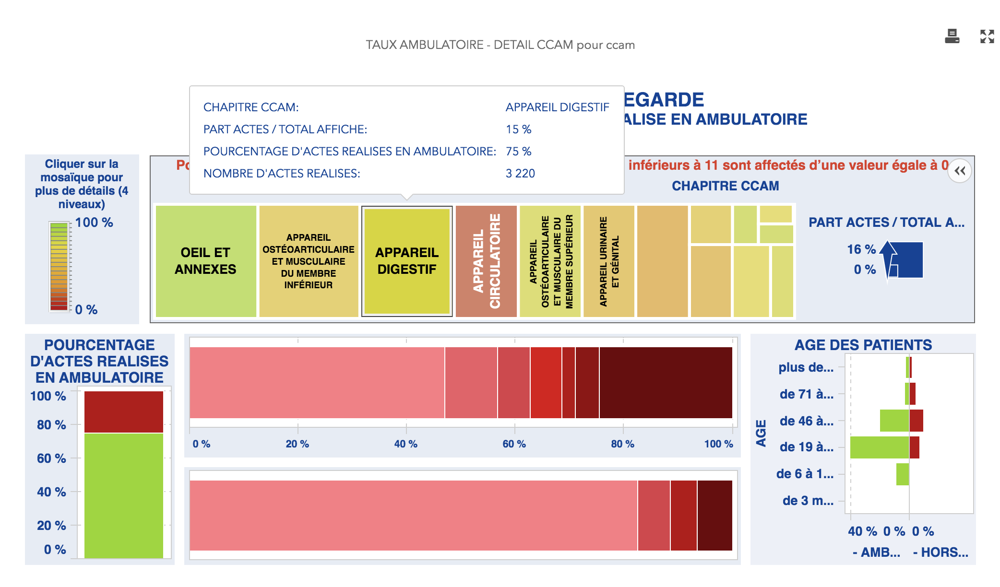 TAUX AMBULATOIRE - DETAIL CCAM pour ccam
EGARDE
ALISE EN AMBULATOIRE
CHAPITRE CCAM: APPAREIL DIGESTIF
PART ACTES / TOTAL AFFICHE: 15 %
POURCENTAGE D'ACTES REALISES EN AMBULATOIRE: 75 %
NOMBRE D'ACTES REALISES: 3 220
Cliquer sur la
mosaïque pour
plus de détails (4
niveaux)
100 %
0 %
inférieurs à 11 sont affectés d’une valeur égale à 0
CHAPITRE CCAM
OEIL ET
ANNEXES
APPAREIL
OSTÉOARTICULAIRE
ET MUSCULAIRE
DU MEMBRE
INFÉRIEUR
APPAREIL
DIGESTIF
APPAREIL
CIRCULATOIRE
APPAREIL
OSTÉOARTICULAIRE
ET MUSCULAIRE DU
MEMBRE SUPÉRIEUR
APPAREIL URINAIRE
ET GÉNITAL
PART ACTES / TOTAL A...
16 %
0 %
POURCENTAGE
D'ACTES REALISES
EN AMBULATOIRE
100 %
80 %
60 %
40 %
20 %
0 %
0 % 20 % 40 % 60 % 80 % 100 %
AGE DES PATIENTS
AGE
plus de...
de 71 à...
de 46 à...
de 19 à...
de 6 à 1...
de 3 m...
40 % 0 % 0 %
- AMB... - HORS...